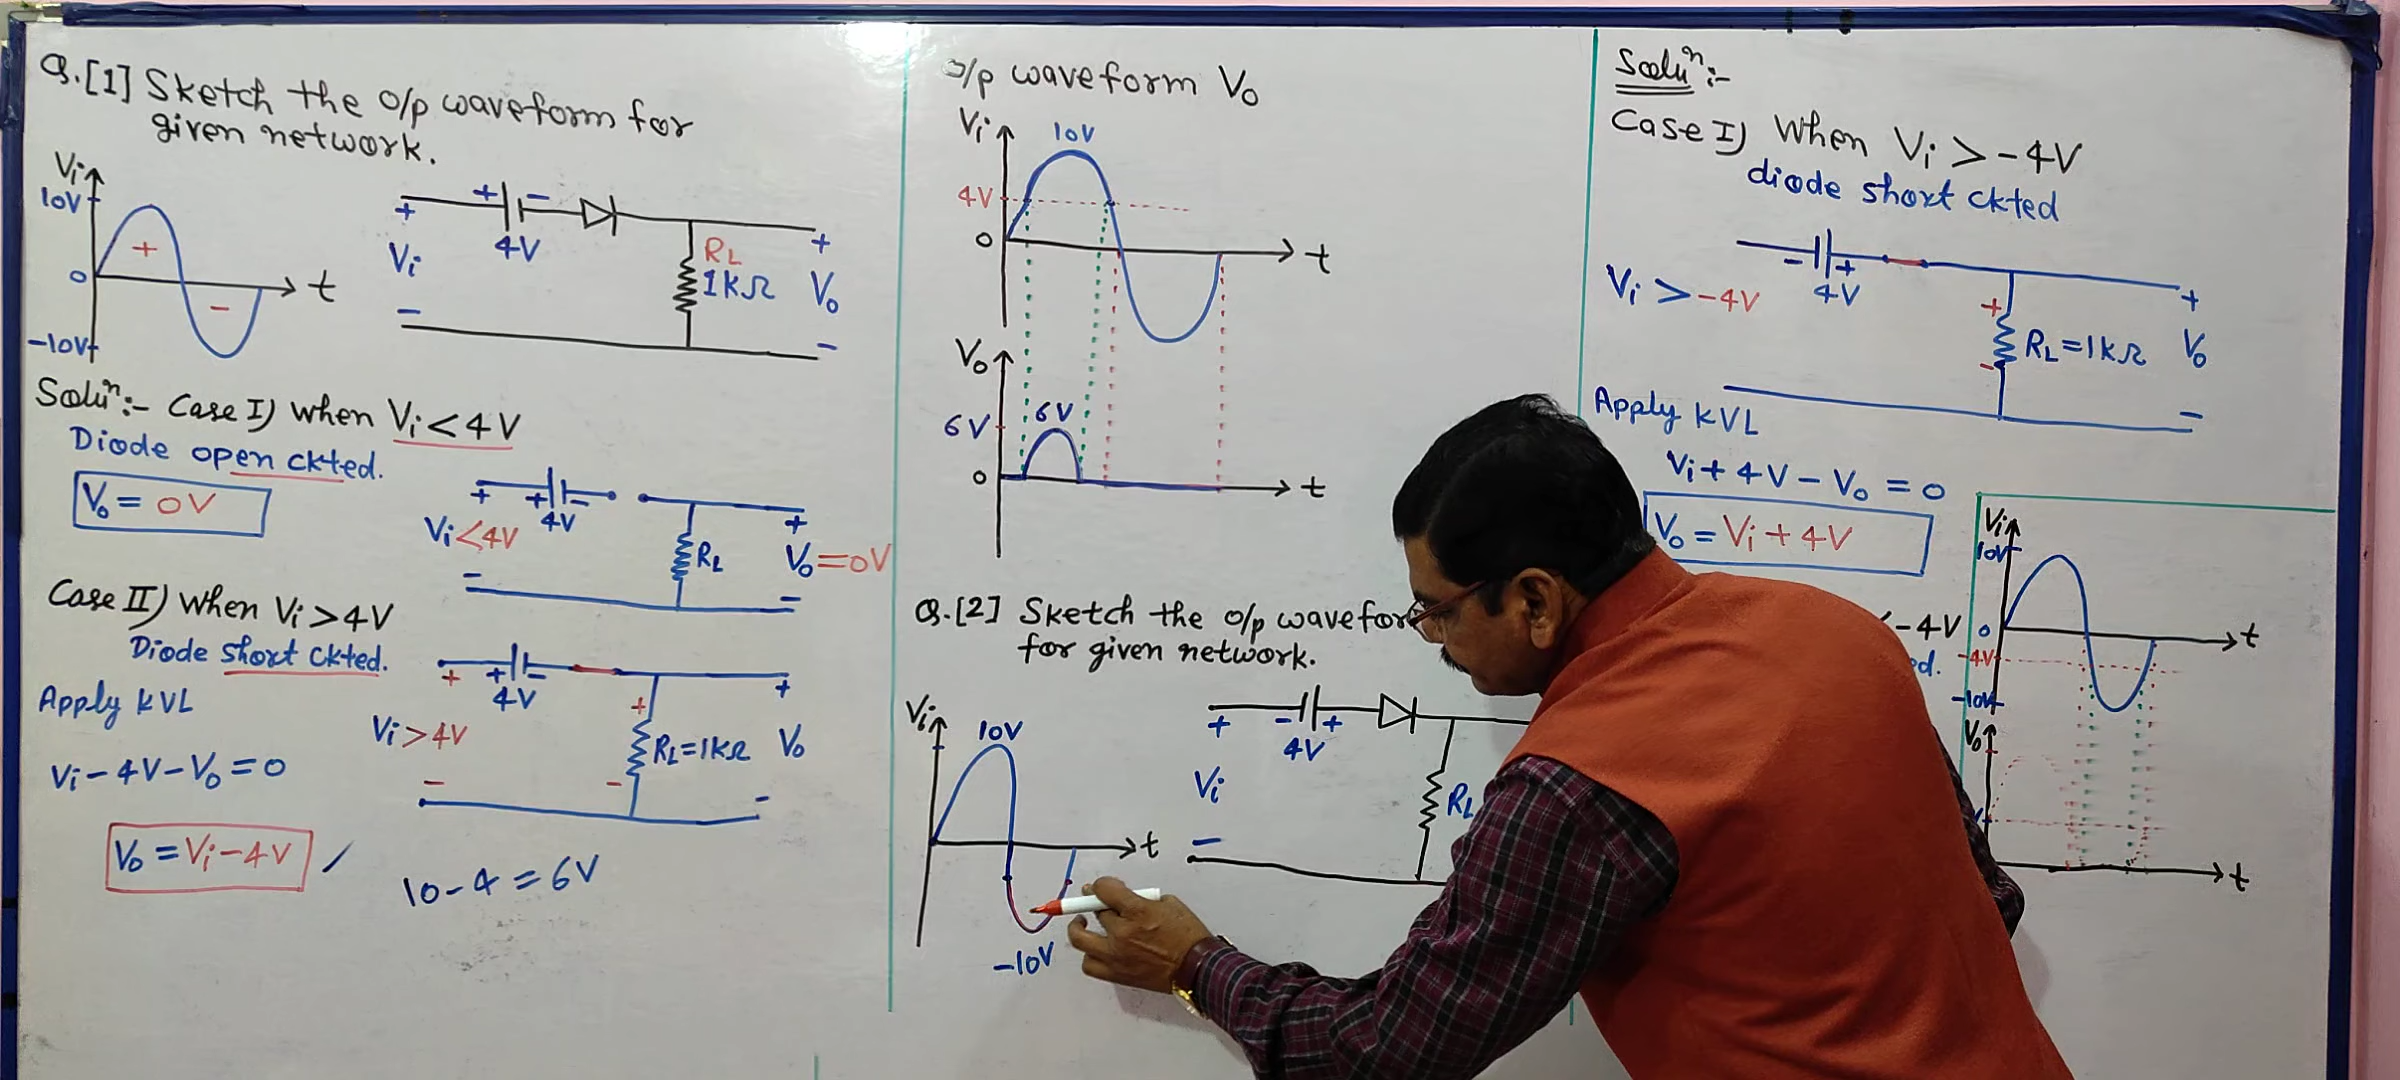 Q.[1] Sketch the o/p waveform for
given network.
Vi
10V
+
0
-
t
-10V
+
Vi
-
+ -
4V
RL
1kΩ
+
Vo
-
Soluⁿ:- Case I) When Vi < 4V
Diode open ckted.
Vo = 0V
+
Vi<4V
-
+ -
4V
RL
+
Vo=0V
-
Case II) When Vi > 4V
Diode short ckted.
Apply KVL
Vi - 4V - Vo = 0
Vo = Vi - 4V
10 - 4 = 6V
+
Vi>4V
-
+ -
4V
+
RL=1kΩ
-
+
Vo
-
o/p waveform Vo
Vi
10V
4V
0
t
Vo
6V
6V
0
t
Q.[2] Sketch the o/p wavefor
for given network.
Vi
10V
t
-10V
+
Vi
-
- +
4V
RL
Soluⁿ:-
Case I) When Vi > -4V
diode short ckted
Vi > -4V
- +
4V
+
RL=1kΩ
-
+
Vo
-
Apply KVL
Vi + 4V - Vo = 0
Vo = Vi + 4V
-4V
ed.
Vi
10V
0
t
-4V
-10V
Vo
t